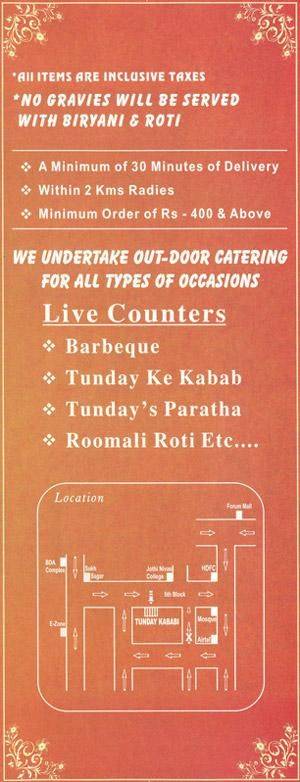 *All ITEMS ARE INCLUSIVE TAXES
*NO GRAVIES WILL BE SERVED
WITH BIRYANI & ROTI
A Minimum of 30 Minutes of Delivery
Within 2 Kms Radies
Minimum Order of Rs - 400 & Above
WE UNDERTAKE OUT-DOOR CATERING
FOR ALL TYPES OF OCCASIONS
Live Counters
Barbeque
Tunday Ke Kabab
Tunday's Paratha
Roomali Roti Etc....
Location
Forum Mall
BDA
Complex
Sukh
Sagar
Jothi Nivas
College
HDFC
5th Block
E-Zone
TUNDAY KABABI
Mosque
Airtel